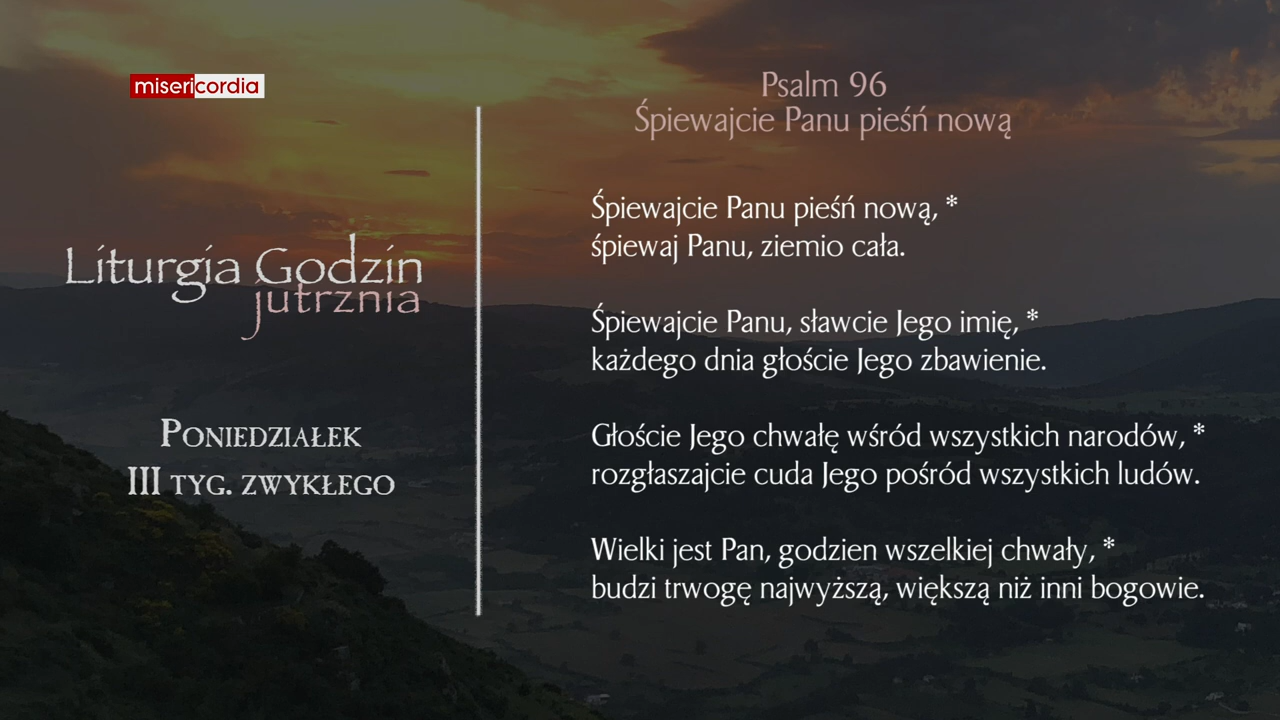 misericordia
Liturgia Godzin
jutrznia
Poniedziałek
III tyg. zwykłego
Psalm 96
Śpiewajcie Panu pieśń nową
Śpiewajcie Panu pieśń nową, *
śpiewaj Panu, ziemio cała.
Śpiewajcie Panu, sławcie Jego imię, *
każdego dnia głoście Jego zbawienie.
Głoście Jego chwałę wśród wszystkich narodów, *
rozgłaszajcie cuda Jego pośród wszystkich ludów.
Wielki jest Pan, godzien wszelkiej chwały, *
budzi trwogę najwyższą, większą niż inni bogowie.